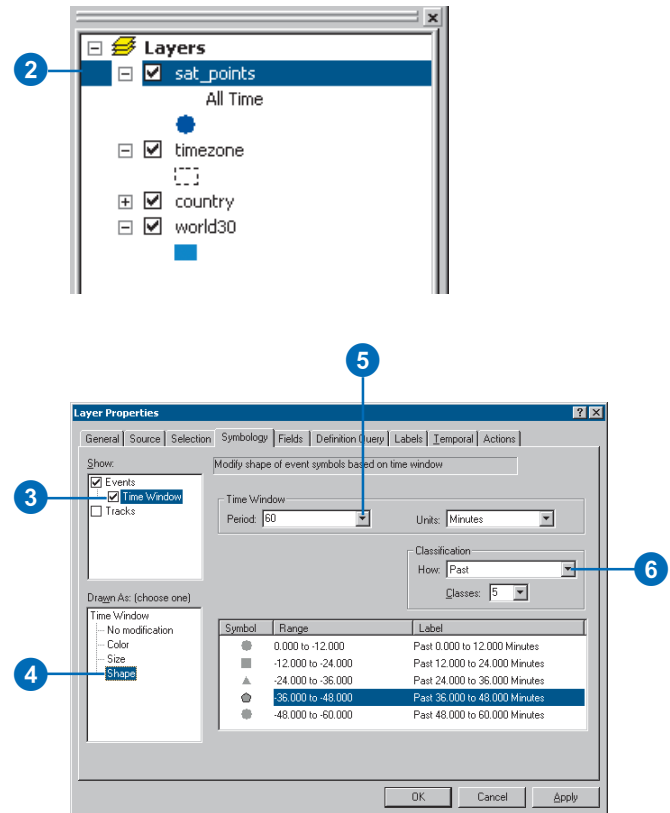 Layers
2
sat_points
All Time
timezone
country
world30
5
Layer Properties
General Source Selection Symbology Fields Definition Query Labels Temporal Actions
Show:
Modify shape of event symbols based on time window
Events
3
Time Window
Tracks
Time Window
Period: 60 Units: Minutes
Classification
How: Past
6
Classes: 5
Drawn As: (choose one)
Time Window
No modification
Color
Size
4
Shape
Symbol Range Label
0.000 to -12.000 Past 0.000 to 12.000 Minutes
-12.000 to -24.000 Past 12.000 to 24.000 Minutes
-24.000 to -36.000 Past 24.000 to 36.000 Minutes
-36.000 to -48.000 Past 36.000 to 48.000 Minutes
-48.000 to -60.000 Past 48.000 to 60.000 Minutes
OK Cancel Apply